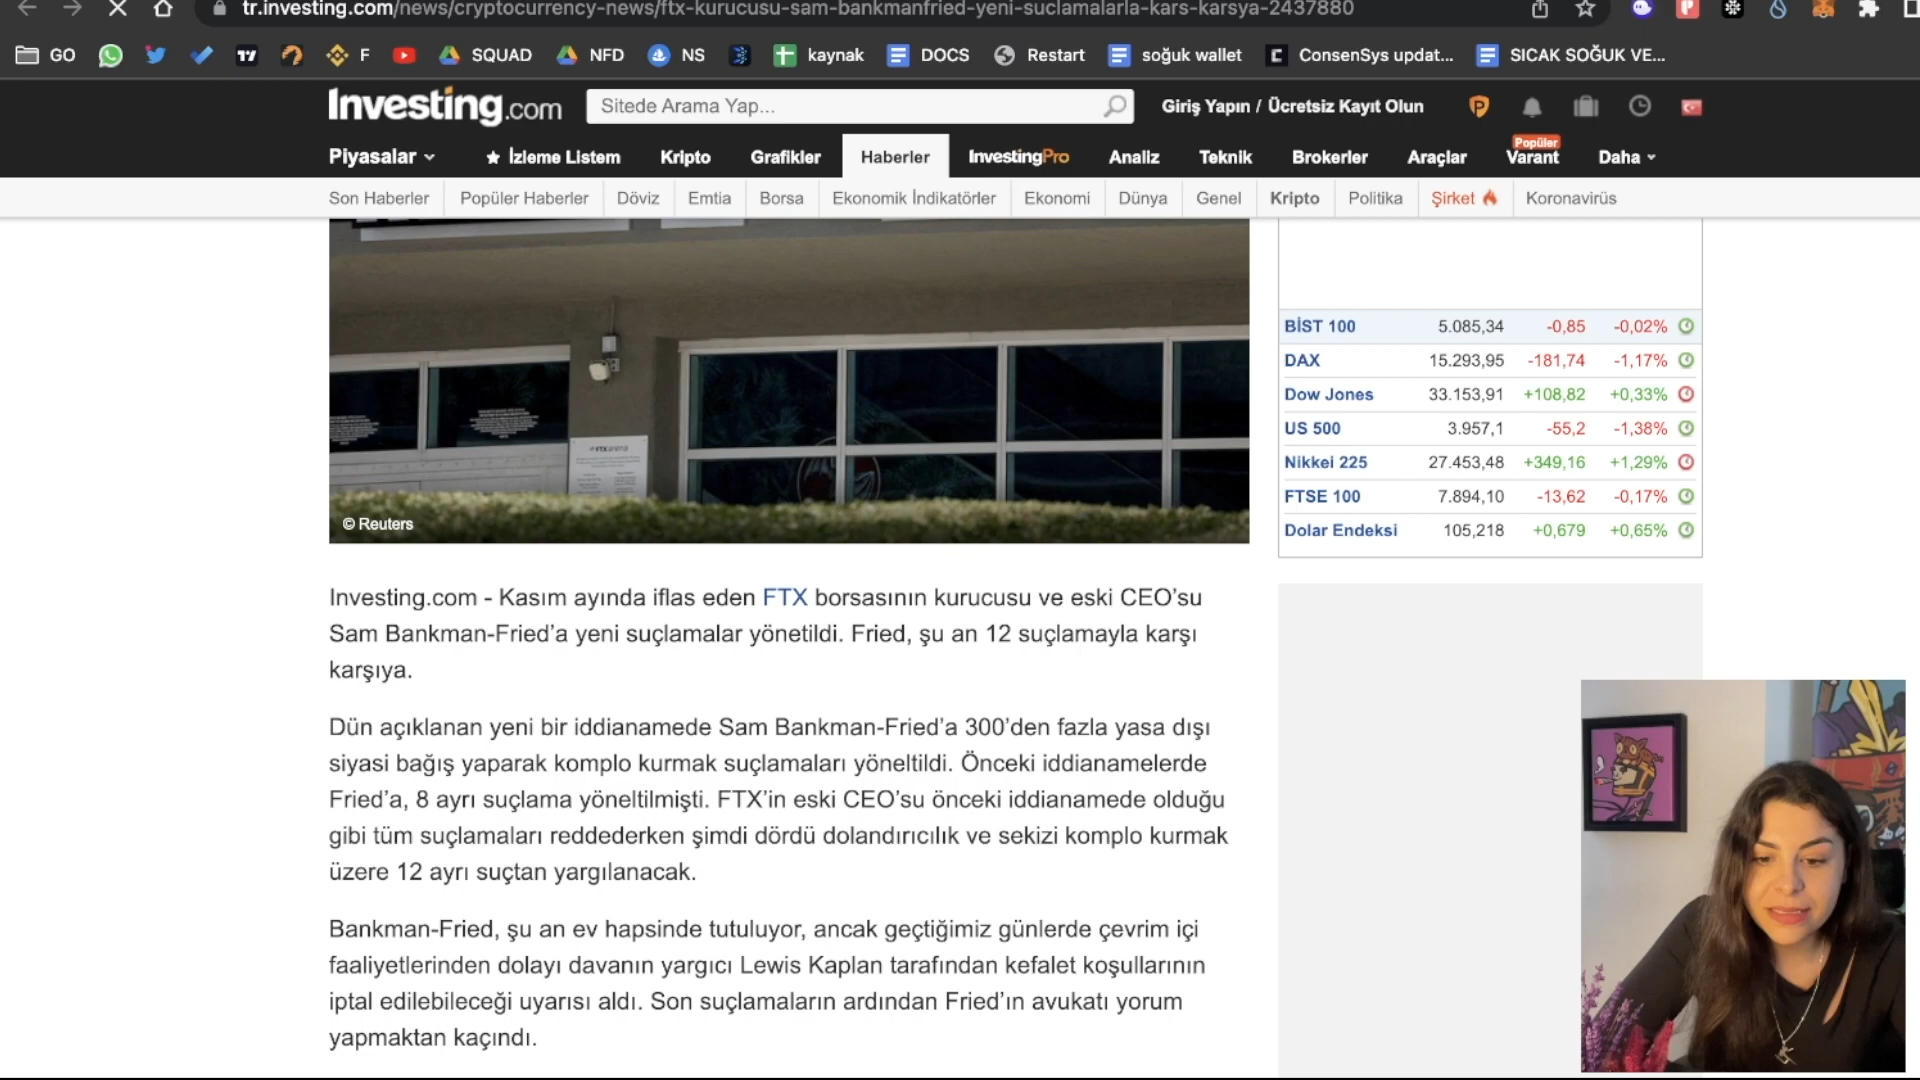 tr.investing.com/news/cryptocurrency-news/ftx-kurucusu-sam-bankmanfried-yeni-suclamalarla-kars-karsya-2437880
GO F SQUAD NFD NS kaynak DOCS Restart soğuk wallet ConsenSys updat... SICAK SOĞUK VE...
Investing.com Sitede Arama Yap... Giriş Yapın / Ücretsiz Kayıt Olun
Popüler
Piyasalar İzleme Listem Kripto Grafikler Haberler InvestingPro Analiz Teknik Brokerler Araçlar Varant Daha
Son Haberler Popüler Haberler Döviz Emtia Borsa Ekonomik İndikatörler Ekonomi Dünya Genel Kripto Politika Şirket Koronavirüs
BİST 100 5.085,34 -0,85 -0,02%
DAX 15.293,95 -181,74 -1,17%
Dow Jones 33.153,91 +108,82 +0,33%
US 500 3.957,1 -55,2 -1,38%
Nikkei 225 27.453,48 +349,16 +1,29%
FTSE 100 7.894,10 -13,62 -0,17%
Dolar Endeksi 105,218 +0,679 +0,65%
FTX arena
© Reuters
Investing.com - Kasım ayında iflas eden FTX borsasının kurucusu ve eski CEO’su
Sam Bankman-Fried’a yeni suçlamalar yönetildi. Fried, şu an 12 suçlamayla karşı
karşıya.
Dün açıklanan yeni bir iddianamede Sam Bankman-Fried’a 300’den fazla yasa dışı
siyasi bağış yaparak komplo kurmak suçlamaları yöneltildi. Önceki iddianamelerde
Fried’a, 8 ayrı suçlama yöneltilmişti. FTX’in eski CEO’su önceki iddianamede olduğu
gibi tüm suçlamaları reddederken şimdi dördü dolandırıcılık ve sekizi komplo kurmak
üzere 12 ayrı suçtan yargılanacak.
Bankman-Fried, şu an ev hapsinde tutuluyor, ancak geçtiğimiz günlerde çevrim içi
faaliyetlerinden dolayı davanın yargıcı Lewis Kaplan tarafından kefalet koşullarının
iptal edilebileceği uyarısı aldı. Son suçlamaların ardından Fried’ın avukatı yorum
yapmaktan kaçındı.